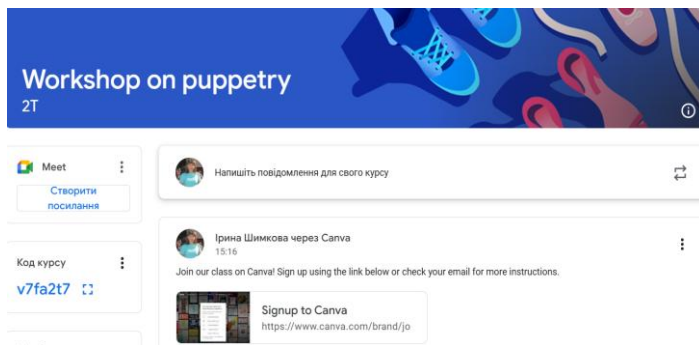 Workshop on puppetry
2T
Meet
Створити
посилання
Напишіть повідомлення для свого курсу
Код курсу
v7fa2t7
Ірина Шимкова через Canva
15:16
Join our class on Canva! Sign up using the link below or check your email for more instructions.
Signup to Canva
https://www.canva.com/brand/jo